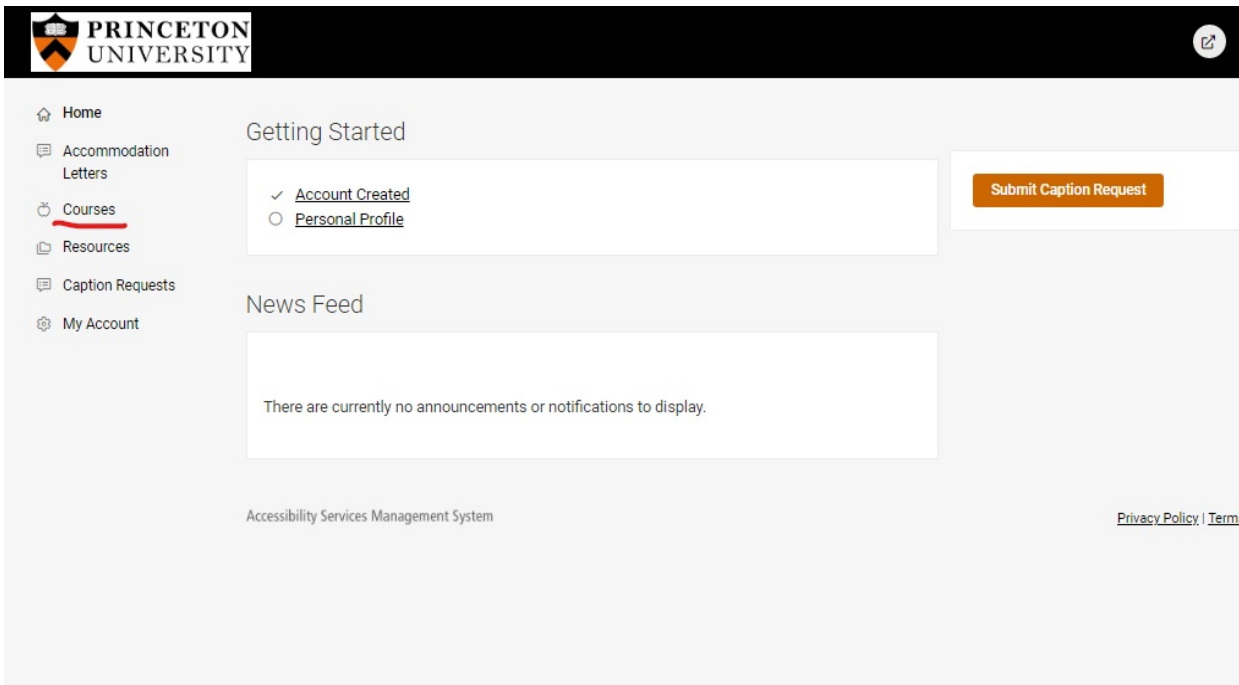 PRINCETON
UNIVERSITY
Home
Accommodation
Letters
Courses
Resources
Caption Requests
My Account
Getting Started
Account Created
Personal Profile
Submit Caption Request
News Feed
There are currently no announcements or notifications to display.
Accessibility Services Management System
Privacy Policy | Term